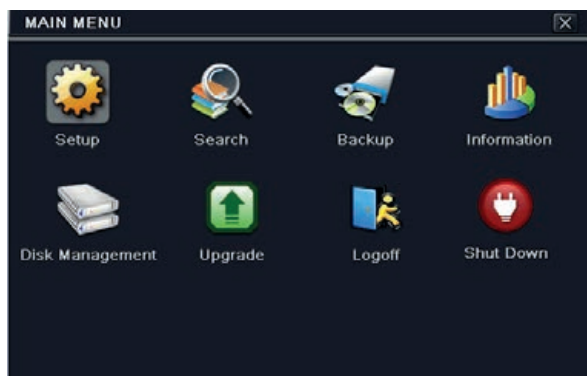 MAIN MENU
Setup Search Backup Information
Disk Management Upgrade Logoff Shut Down